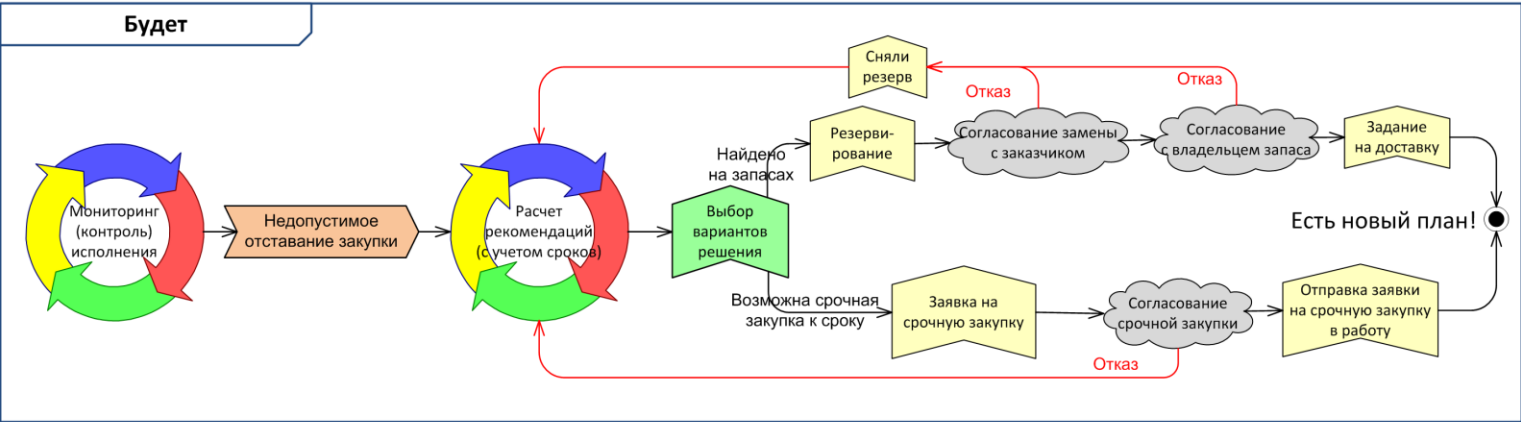 Будет
Сняли
резерв
Отказ
Отказ
Резерви-
рование
Согласование замены
с заказчиком
Согласование
с владельцем запаса
Задание
на доставку
Найдено
на запасах
Мониторинг
(контроль)
исполнения
Недопустимое
отставание закупки
Расчет
рекомендаций
(с учетом сроков)
Выбор
вариантов
решения
Есть новый план!
Возможна срочная
закупка к сроку
Заявка на
срочную закупку
Согласование
срочной закупки
Отправка заявки
на срочную закупку
в работу
Отказ